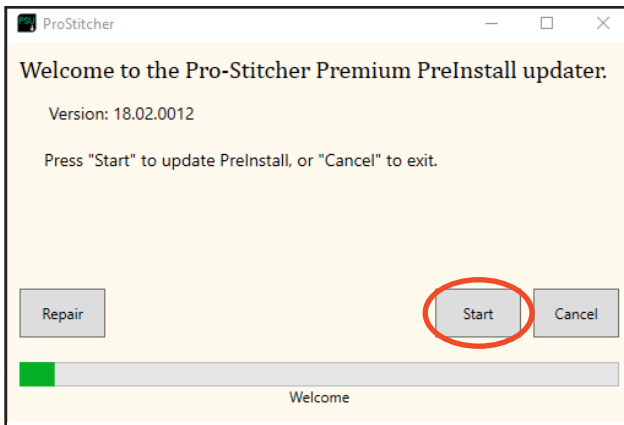 PSU ProStitcher
Welcome to the Pro-Stitcher Premium PreInstall updater.
Version: 18.02.0012
Press "Start" to update PreInstall, or "Cancel" to exit.
Repair Start Cancel
Welcome